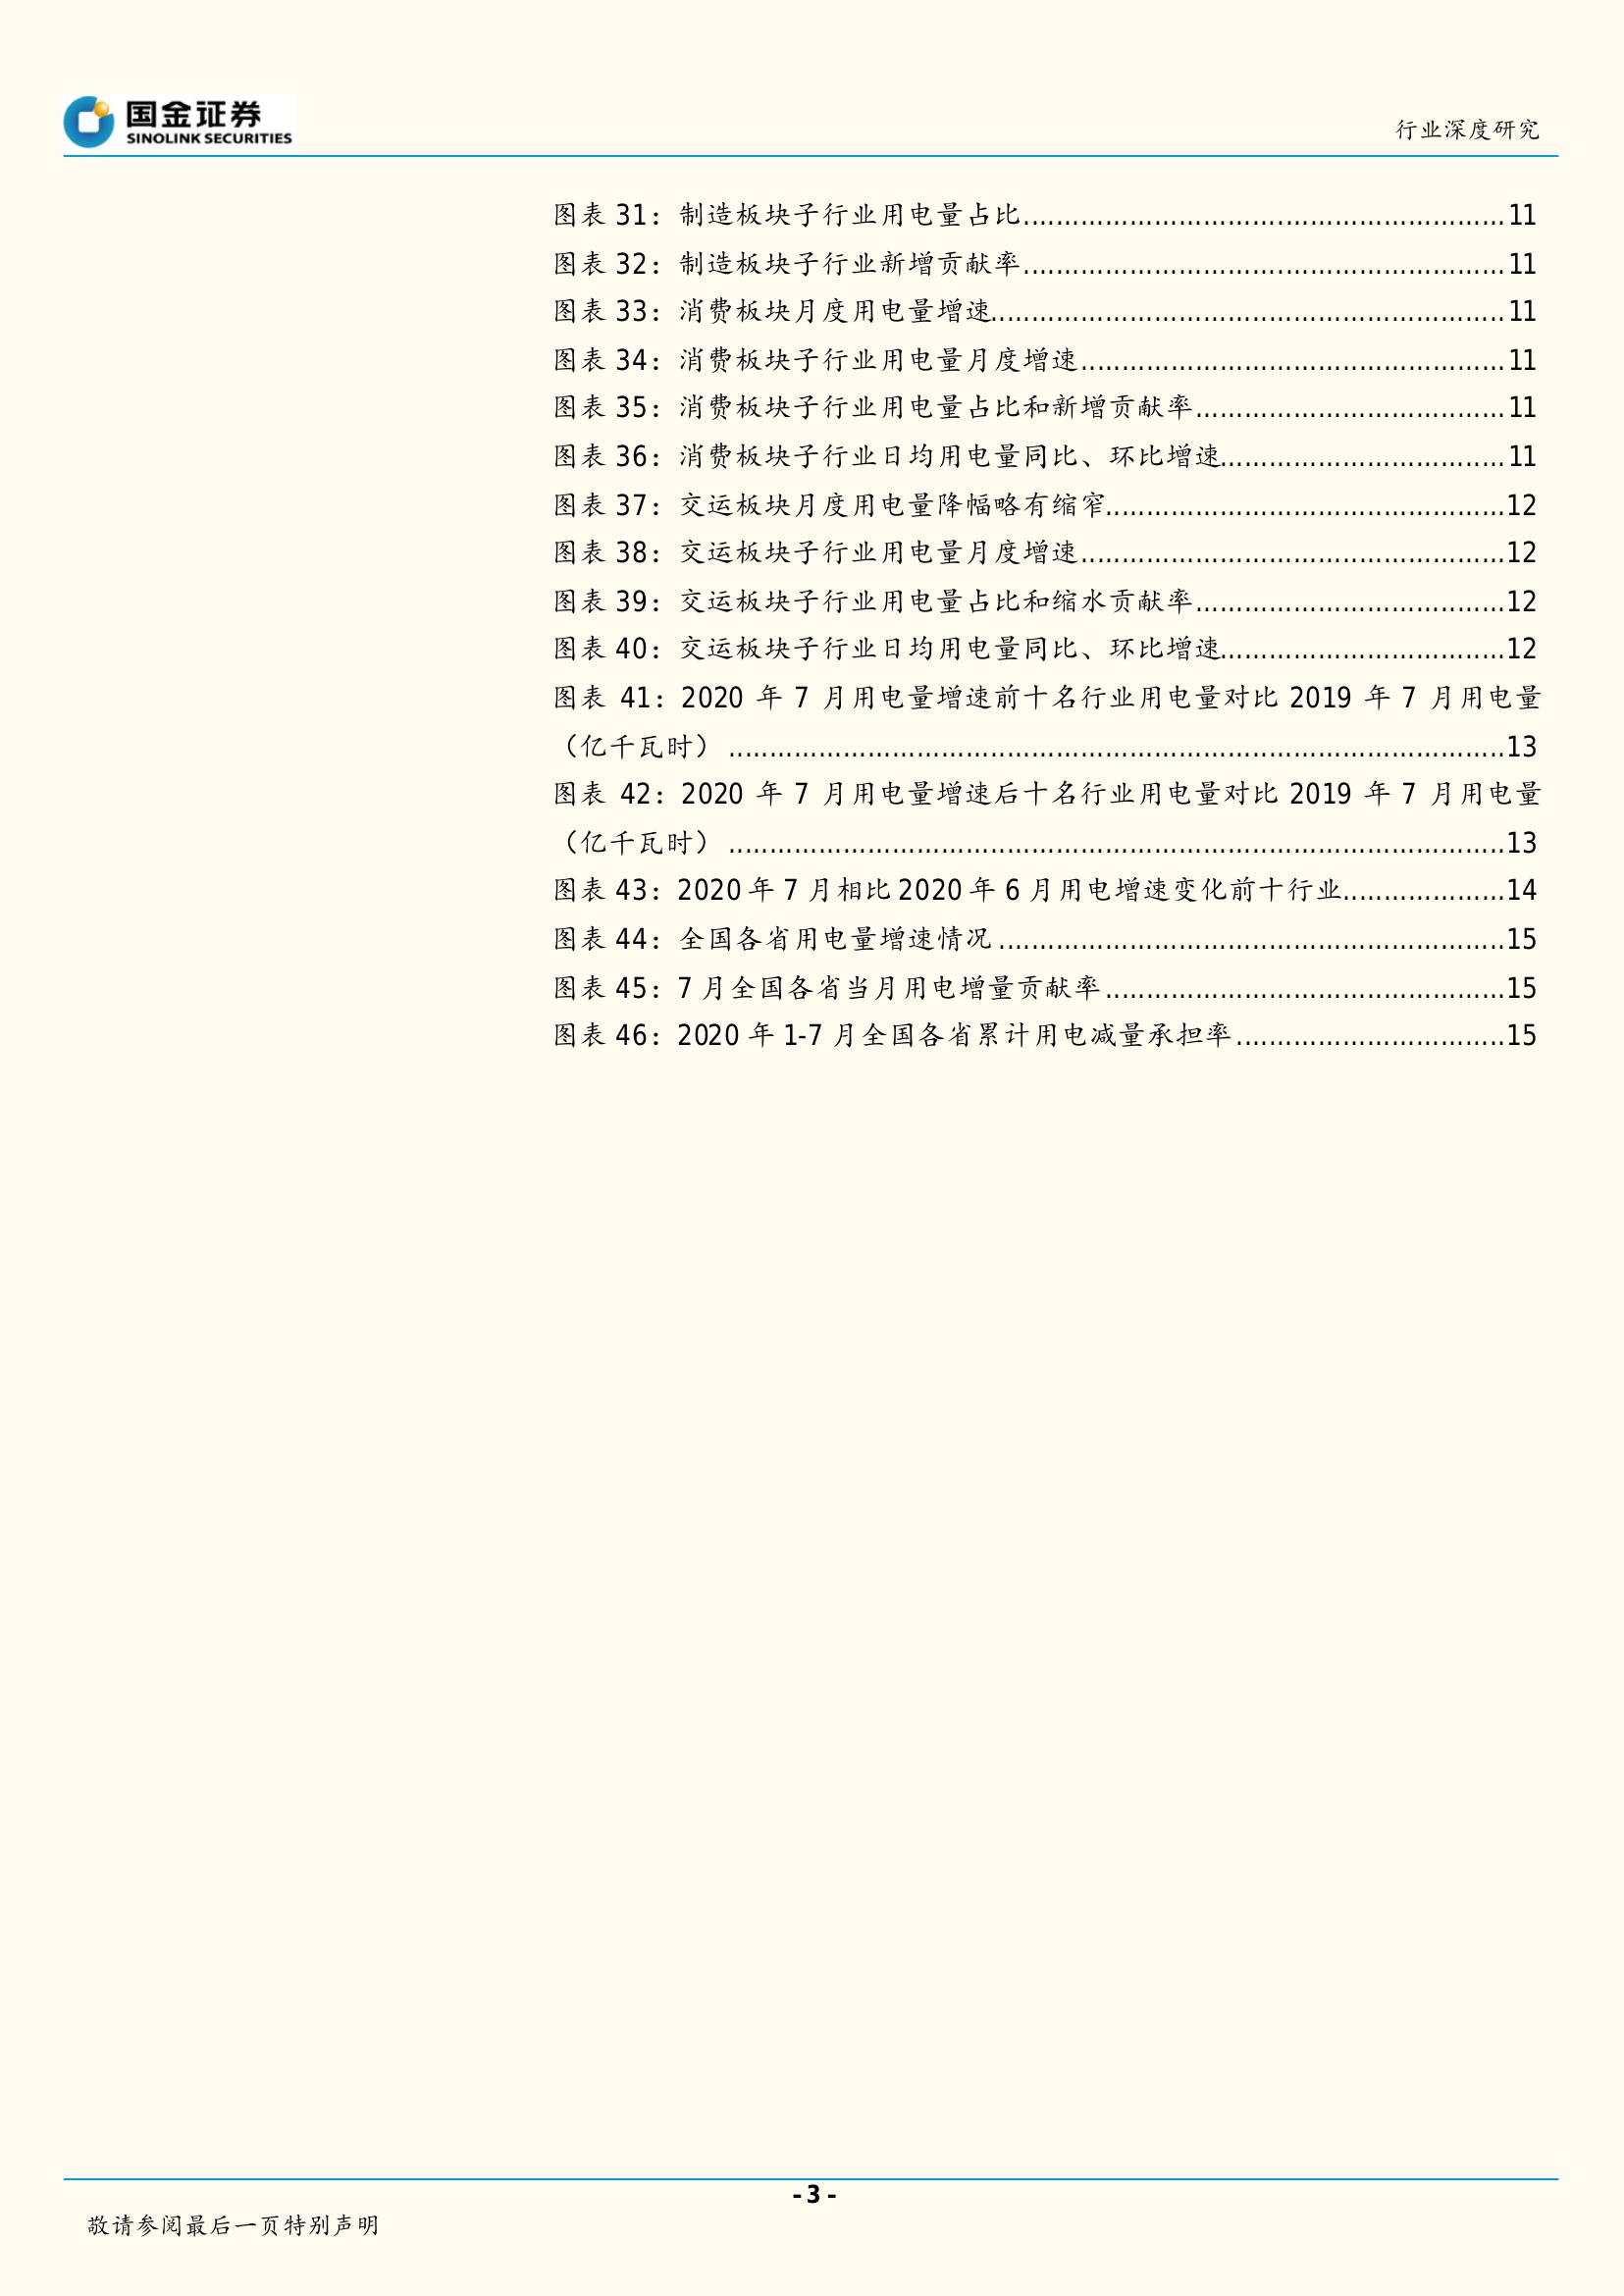 国金证券
SINOLINK SECURITIES
行业深度研究
图表 31：制造板块子行业用电量占比...........................................................11
图表 32：制造板块子行业新增贡献率...........................................................11
图表 33：消费板块月度用电量增速...............................................................11
图表 34：消费板块子行业用电量月度增速....................................................11
图表 35：消费板块子行业用电量占比和新增贡献率......................................11
图表 36：消费板块子行业日均用电量同比、环比增速...................................11
图表 37：交运板块月度用电量降幅略有缩窄.................................................12
图表 38：交运板块子行业用电量月度增速....................................................12
图表 39：交运板块子行业用电量占比和缩水贡献率......................................12
图表 40：交运板块子行业日均用电量同比、环比增速...................................12
图表 41：2020 年 7 月用电量增速前十名行业用电量对比 2019 年 7 月用电量
（亿千瓦时）...............................................................................................13
图表 42：2020 年 7 月用电量增速后十名行业用电量对比 2019 年 7 月用电量
（亿千瓦时）...............................................................................................13
图表 43：2020 年 7 月相比 2020 年 6 月用电增速变化前十行业....................14
图表 44：全国各省用电量增速情况..............................................................15
图表 45：7 月全国各省当月用电增量贡献率.................................................15
图表 46：2020 年 1-7 月全国各省累计用电减量承担率.................................15
- 3 -
敬请参阅最后一页特别声明